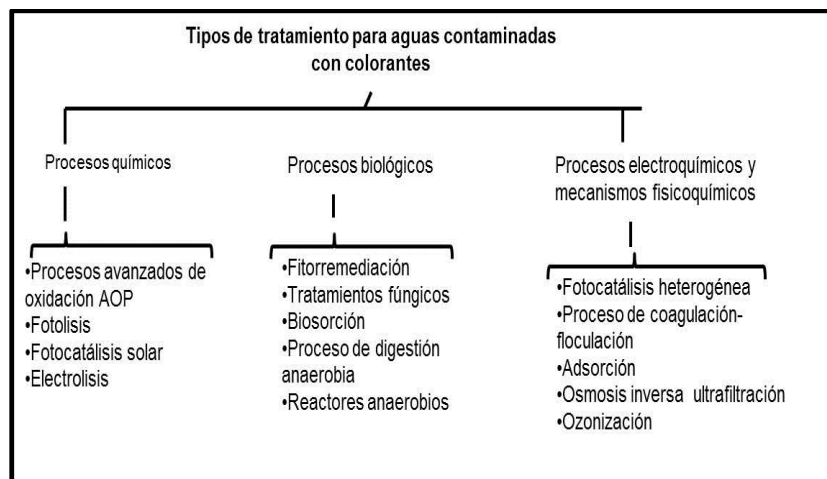 Tipos de tratamiento para aguas contaminadas
con colorantes
Procesos químicos
•Procesos avanzados de
oxidación AOP
•Fotolisis
•Fotocatálisis solar
•Electrolisis
Procesos biológicos
•Fitorremediación
•Tratamientos fúngicos
•Biosorción
•Proceso de digestión
anaerobia
•Reactores anaerobios
Procesos electroquímicos y
mecanismos fisicoquímicos
•Fotocatálisis heterogénea
•Proceso de coagulación-
floculación
•Adsorción
•Osmosis inversa ultrafiltración
•Ozonización